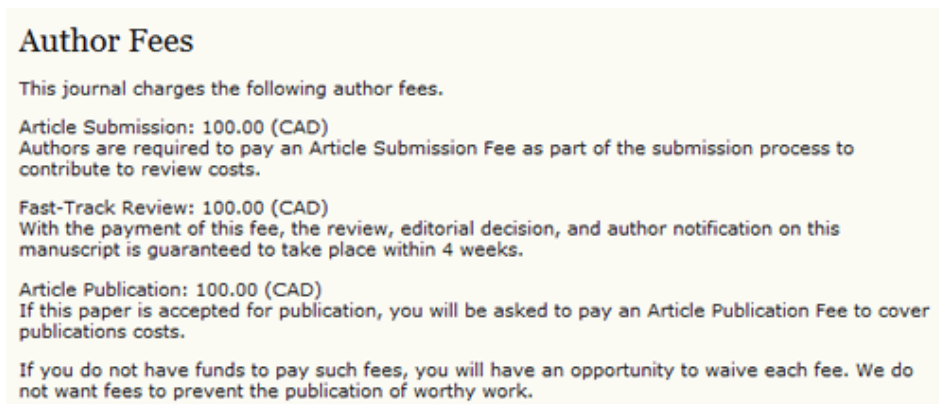 Author Fees
This journal charges the following author fees.
Article Submission: 100.00 (CAD)
Authors are required to pay an Article Submission Fee as part of the submission process to
contribute to review costs.
Fast-Track Review: 100.00 (CAD)
With the payment of this fee, the review, editorial decision, and author notification on this
manuscript is guaranteed to take place within 4 weeks.
Article Publication: 100.00 (CAD)
If this paper is accepted for publication, you will be asked to pay an Article Publication Fee to cover
publications costs.
If you do not have funds to pay such fees, you will have an opportunity to waive each fee. We do
not want fees to prevent the publication of worthy work.